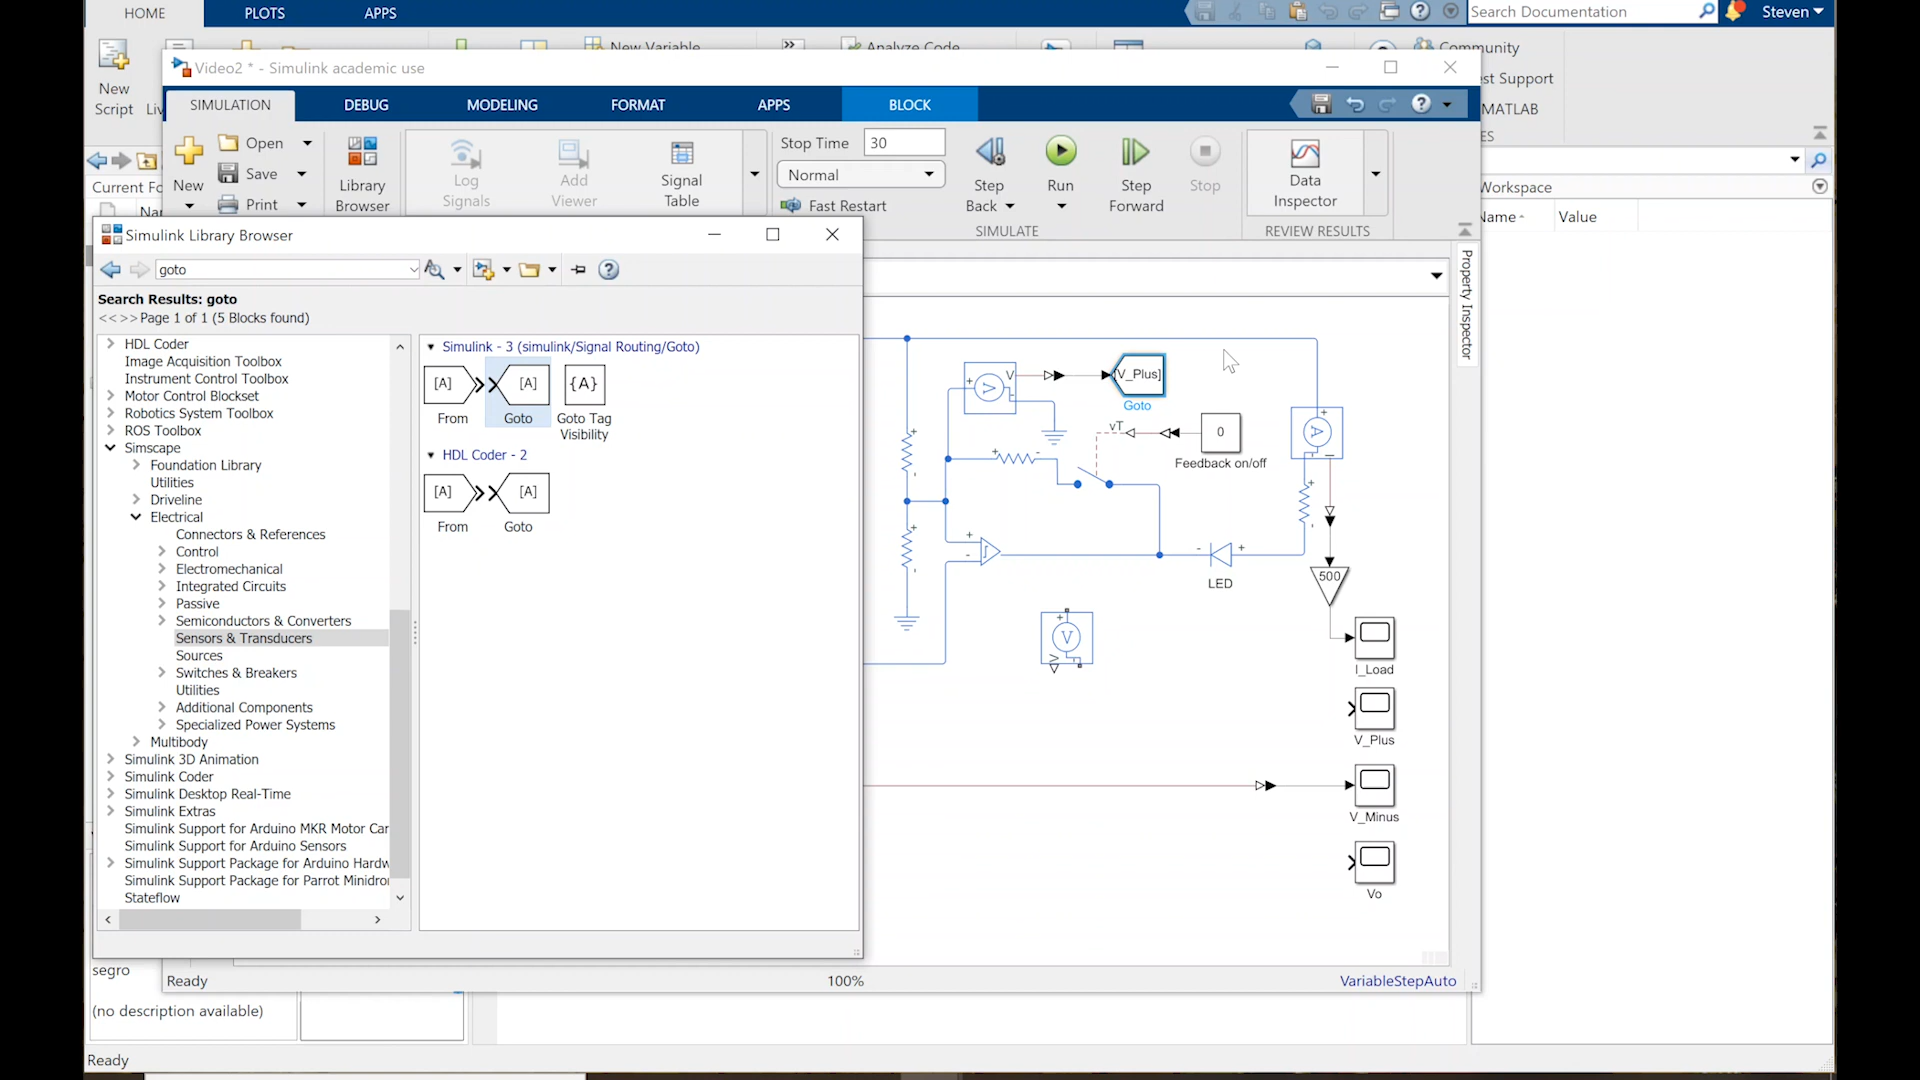 HOME
PLOTS
APPS
Search Documentation
Steven
New Variable
Analyze Code
Community
est Support
MATLAB
ES
New
Script
Liv
Video2 * - Simulink academic use
SIMULATION
DEBUG
MODELING
FORMAT
APPS
BLOCK
New
Open
Save
Print
Library
Browser
Log
Signals
Add
Viewer
Signal
Table
Stop Time
30
Normal
Fast Restart
Step
Back
Run
Step
Forward
Stop
SIMULATE
Data
Inspector
REVIEW RESULTS
Current Fo
Nar
Workspace
Name
Value
Property Inspector
Simulink Library Browser
goto
Search Results: goto
<< >> Page 1 of 1 (5 Blocks found)
HDL Coder
Image Acquisition Toolbox
Instrument Control Toolbox
Motor Control Blockset
Robotics System Toolbox
ROS Toolbox
Simscape
Foundation Library
Utilities
Driveline
Electrical
Connectors & References
Control
Electromechanical
Integrated Circuits
Passive
Semiconductors & Converters
Sensors & Transducers
Sources
Switches & Breakers
Utilities
Additional Components
Specialized Power Systems
Multibody
Simulink 3D Animation
Simulink Coder
Simulink Desktop Real-Time
Simulink Extras
Simulink Support for Arduino MKR Motor Car
Simulink Support for Arduino Sensors
Simulink Support Package for Arduino Hardw
Simulink Support Package for Parrot Minidro
Stateflow
Simulink - 3 (simulink/Signal Routing/Goto)
[A]
[A]
{A}
From
Goto
Goto Tag
Visibility
HDL Coder - 2
[A]
[A]
From
Goto
V
V
[V_Plus]
Goto
vT
0
Feedback on/off
A
I
LED
500
V
V
I_Load
V_Plus
V_Minus
Vo
Ready
100%
VariableStepAuto
segro
(no description available)
Ready